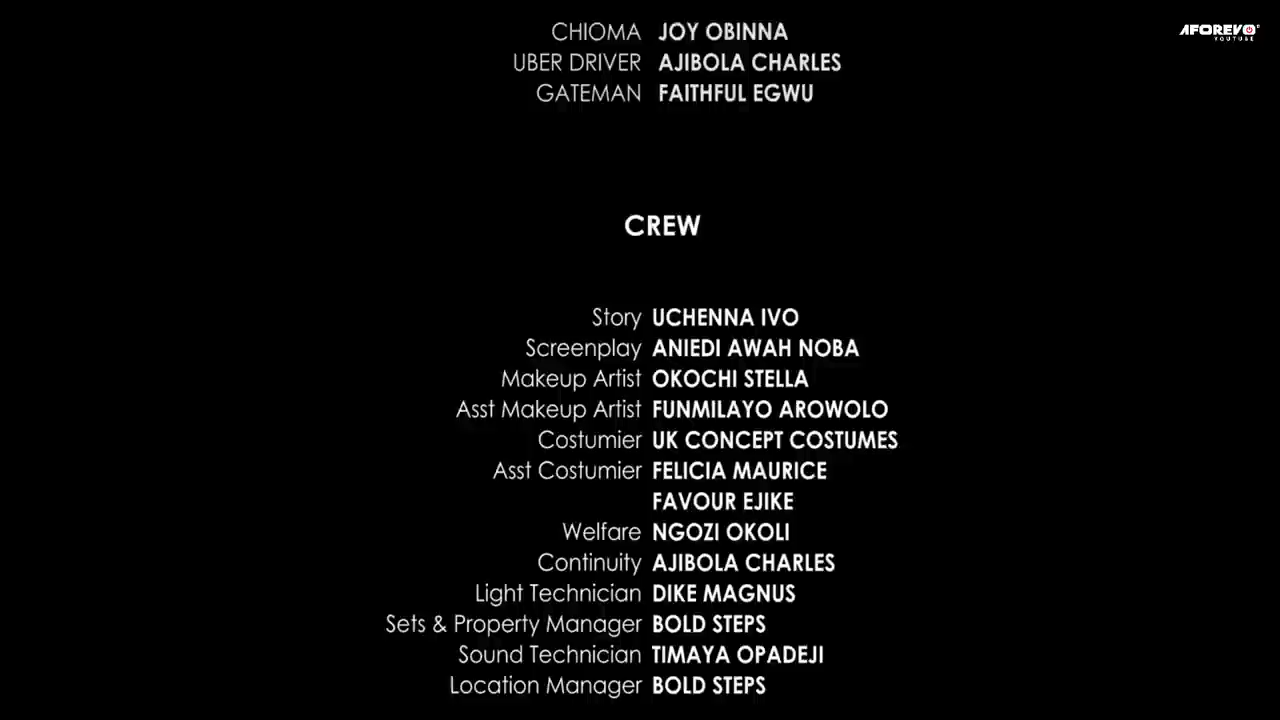 CHIOMA JOY OBINNA
AFOREVO
YOUTUBE
UBER DRIVER AJIBOLA CHARLES
GATEMAN FAITHFUL EGWU
CREW
Story UCHENNA IVO
Screenplay ANIEDI AWAH NOBA
Makeup Artist OKOCHI STELLA
Asst Makeup Artist FUNMILAYO AROWOLO
Costumier UK CONCEPT COSTUMES
Asst Costumier FELICIA MAURICE
FAVOUR EJIKE
Welfare NGOZI OKOLI
Continuity AJIBOLA CHARLES
Light Technician DIKE MAGNUS
Sets & Property Manager BOLD STEPS
Sound Technician TIMAYA OPADEJI
Location Manager BOLD STEPS